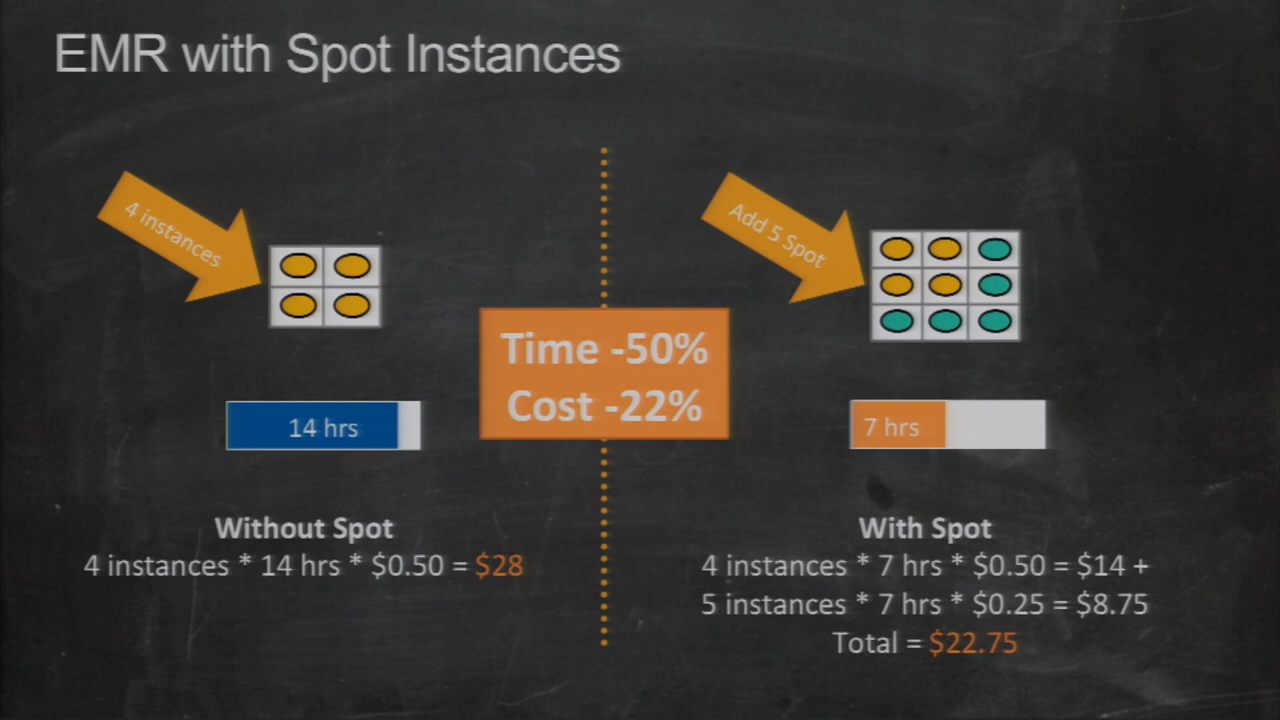 EMR with Spot Instances
4 instances
Add 5 Spot
Time -50%
Cost -22%
14 hrs
7 hrs
Without Spot
4 instances * 14 hrs * $0.50 = $28
With Spot
4 instances * 7 hrs * $0.50 = $14 +
5 instances * 7 hrs * $0.25 = $8.75
Total = $22.75